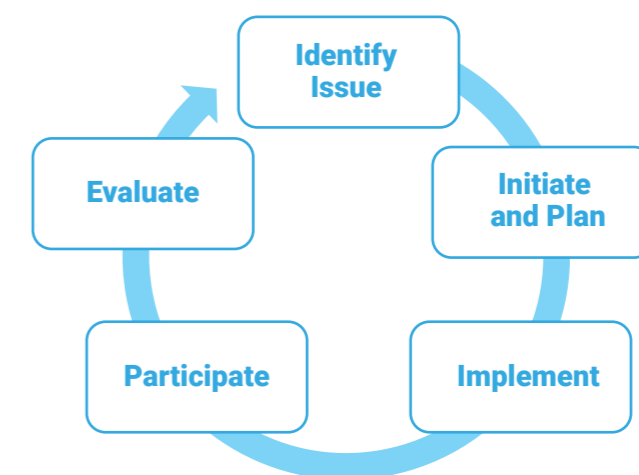 Identify
Issue
Initiate
and Plan
Implement
Participate
Evaluate